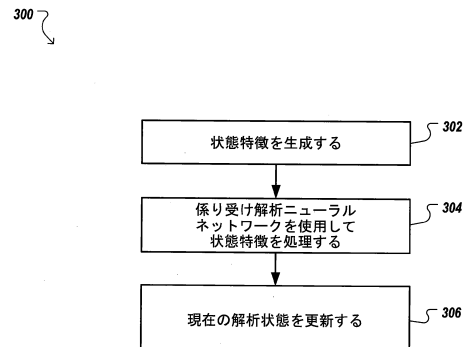 300
302
状態特徴を生成する
304
係り受け解析ニューラル
ネットワークを使用して
状態特徴を処理する
306
現在の解析状態を更新する